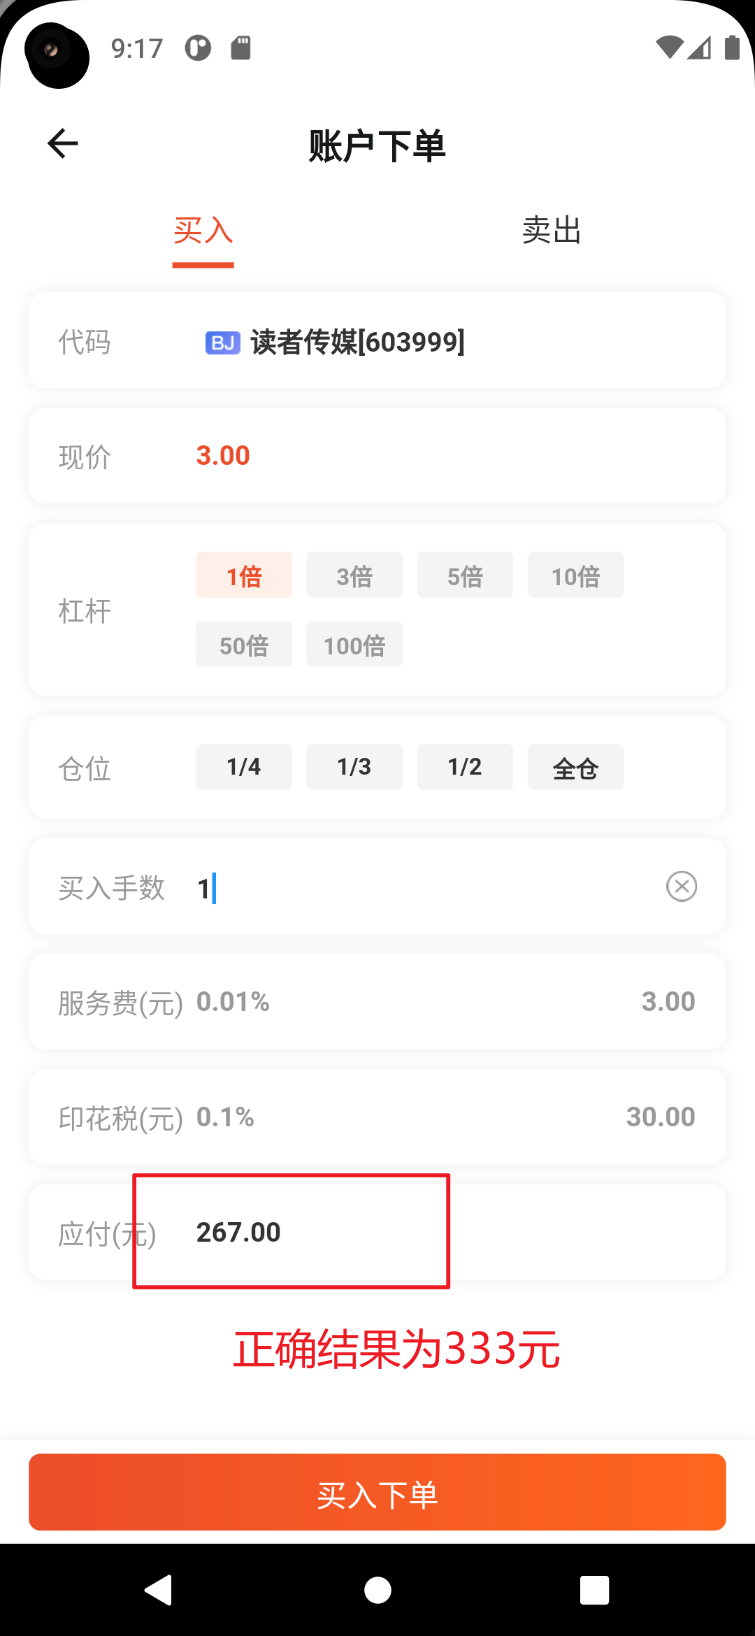 9:17
账户下单
买入 卖出
代码 BJ 读者传媒[603999]
现价 3.00
杠杆 1倍 3倍 5倍 10倍
50倍 100倍
仓位 1/4 1/3 1/2 全仓
买入手数 1
服务费(元) 0.01% 3.00
印花税(元) 0.1% 30.00
应付(元) 267.00
正确结果为333元
买入下单